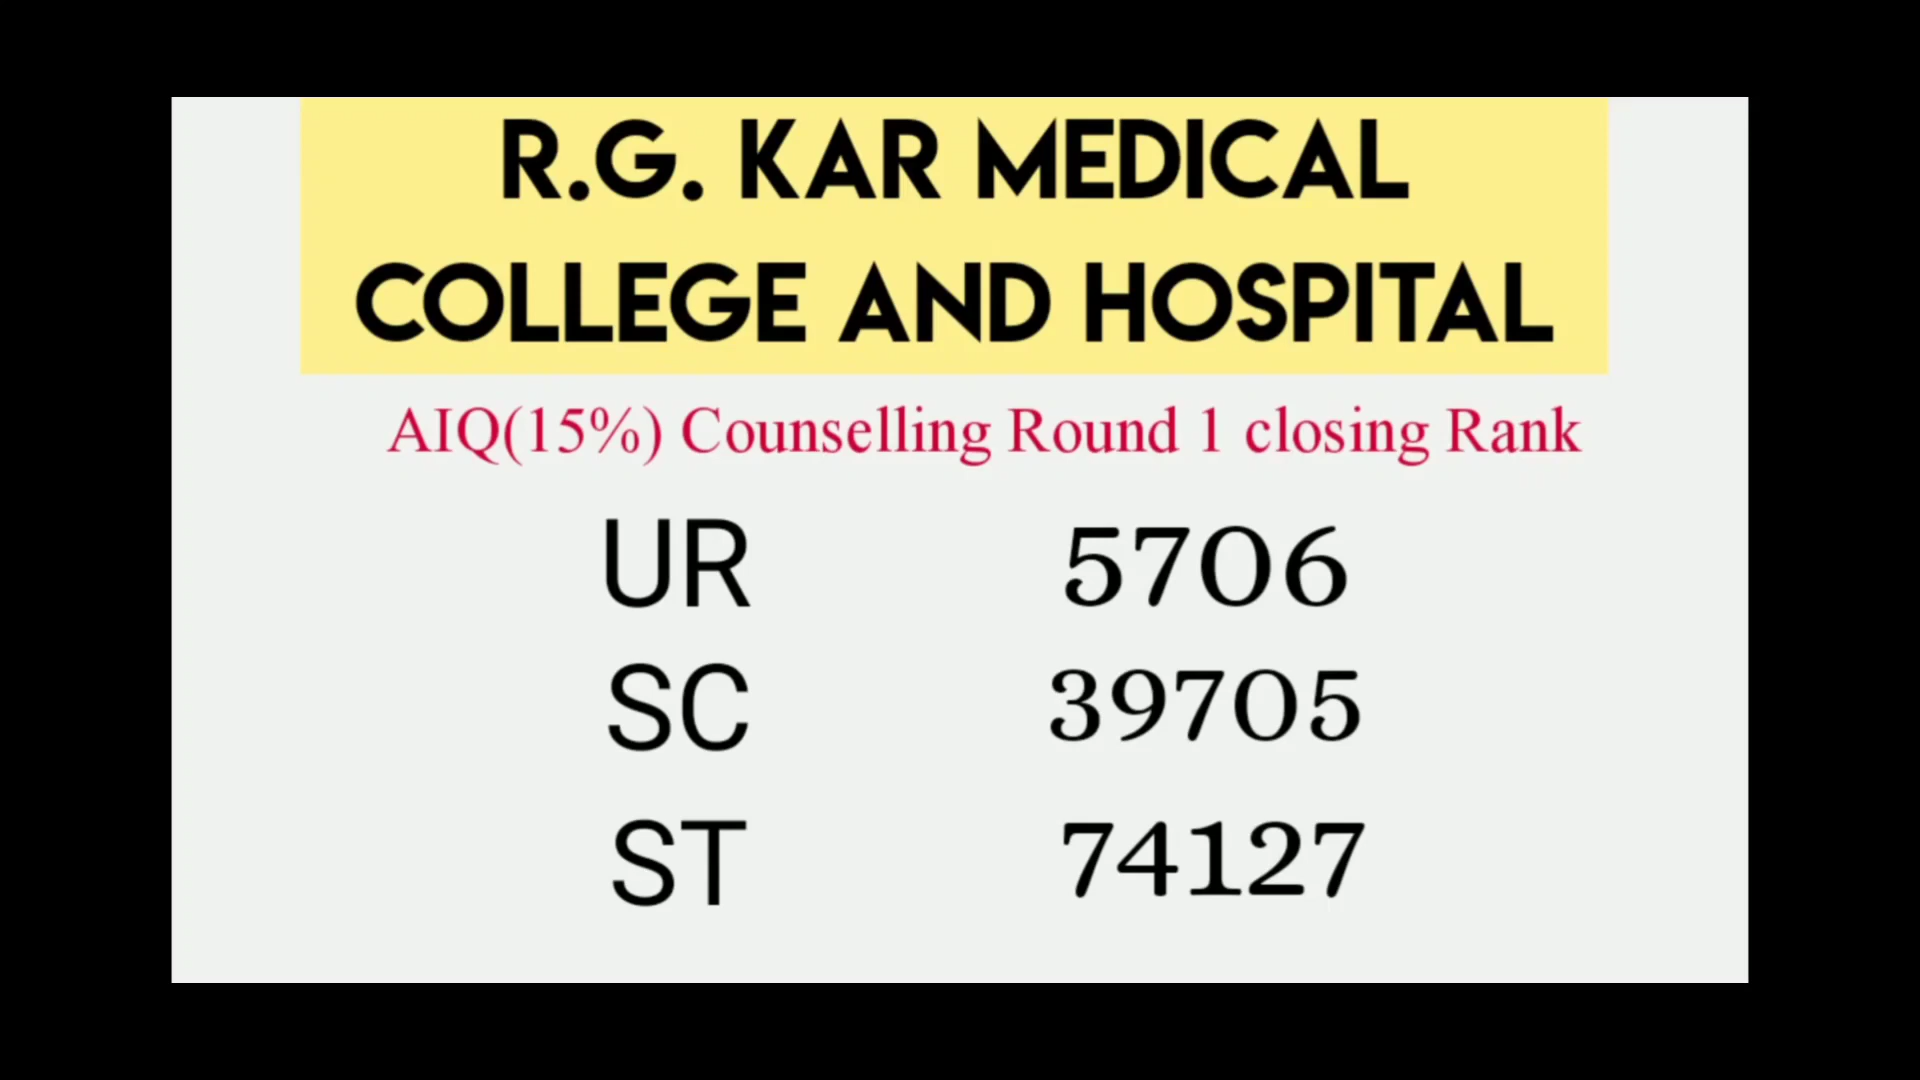 R.G. KAR MEDICAL
COLLEGE AND HOSPITAL
AIQ(15%) Counselling Round 1 closing Rank
UR 5706
SC 39705
ST 74127